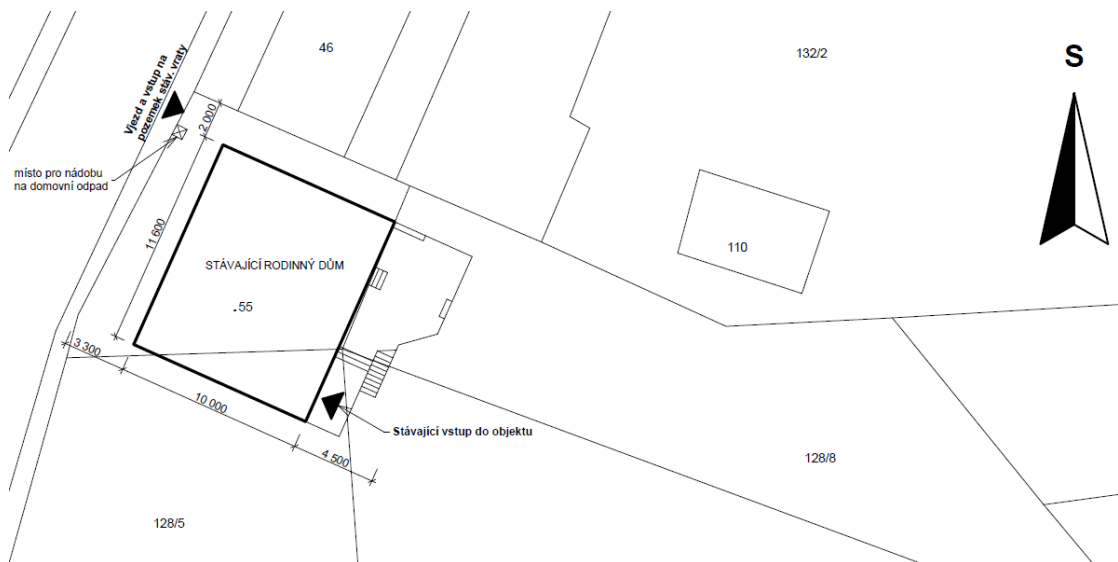 46
132/2
S
Vjezd a vstup na
pozemek stáv. vraty
2 000
místo pro nádobu
na domovní odpad
11 600
110
STÁVAJÍCÍ RODINNÝ DŮM
.55
3 300
10 000
Stávající vstup do objektu
4 500
128/8
128/5